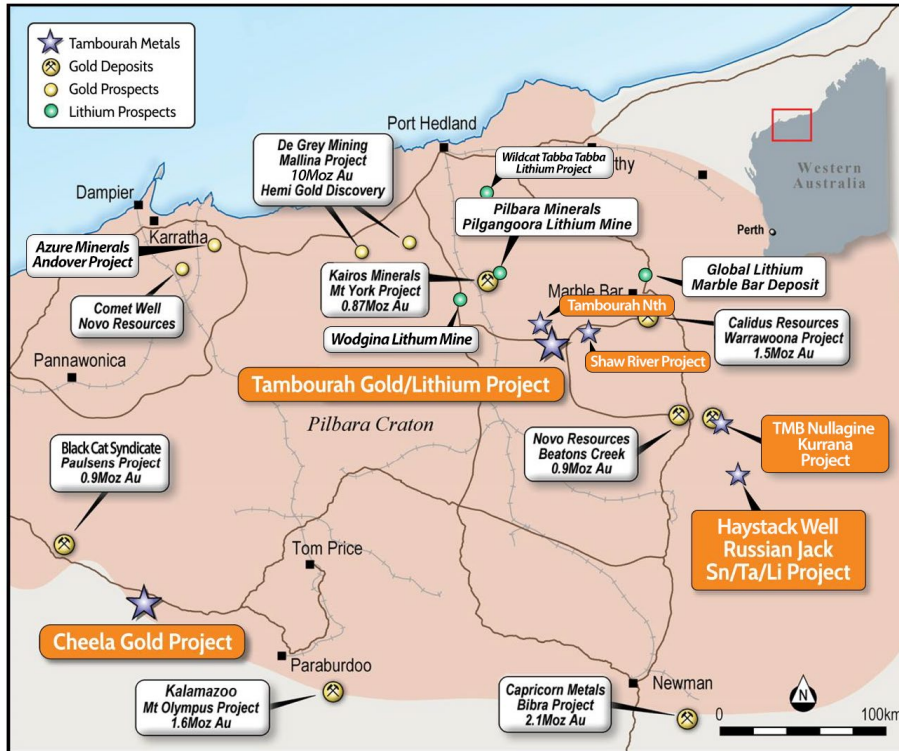 Tambourah Metals
Gold Deposits
Gold Prospects
Lithium Prospects
Western
Australia
Perth
Port Hedland
De Grey Mining
Mallina Project
10Moz Au
Hemi Gold Discovery
Wildcat Tabba Tabba
Lithium Project
thy
Dampier
Karratha
Pilbara Minerals
Pilgangoora Lithium Mine
Azure Minerals
Andover Project
Kairos Minerals
Mt York Project
0.87Moz Au
Global Lithium
Marble Bar Deposit
Marble Bar
Tambourah Nth
Comet Well
Novo Resources
Wodgina Lithum Mine
Calidus Resources
Warrawoona Project
1.5Moz Au
Shaw River Project
Pannawonica
Tambourah Gold/Lithium Project
Pilbara Craton
Novo Resources
Beatons Creek
0.9Moz Au
TMB Nullagine
Kurrana
Project
Black Cat Syndicate
Paulsens Project
0.9Moz Au
Haystack Well
Russian Jack
Sn/Ta/Li Project
Tom Price
Cheela Gold Project
Paraburdoo
Kalamazoo
Mt Olympus Project
1.6Moz Au
Capricorn Metals
Bibra Project
2.1Moz Au
Newman
N
0
100km